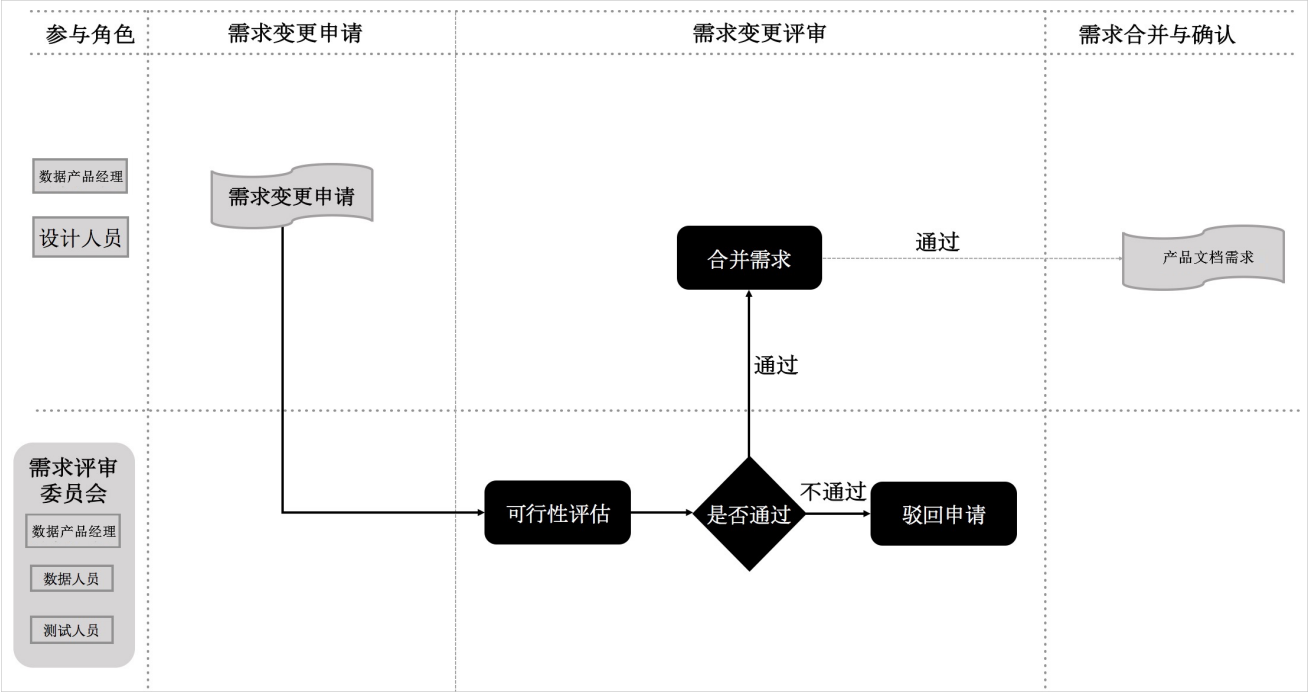 参与角色
需求变更申请
需求变更评审
需求合并与确认
数据产品经理
设计人员
需求变更申请
合并需求
通过
产品文档需求
通过
需求评审
委员会
数据产品经理
数据人员
测试人员
可行性评估
是否通过
不通过
驳回申请